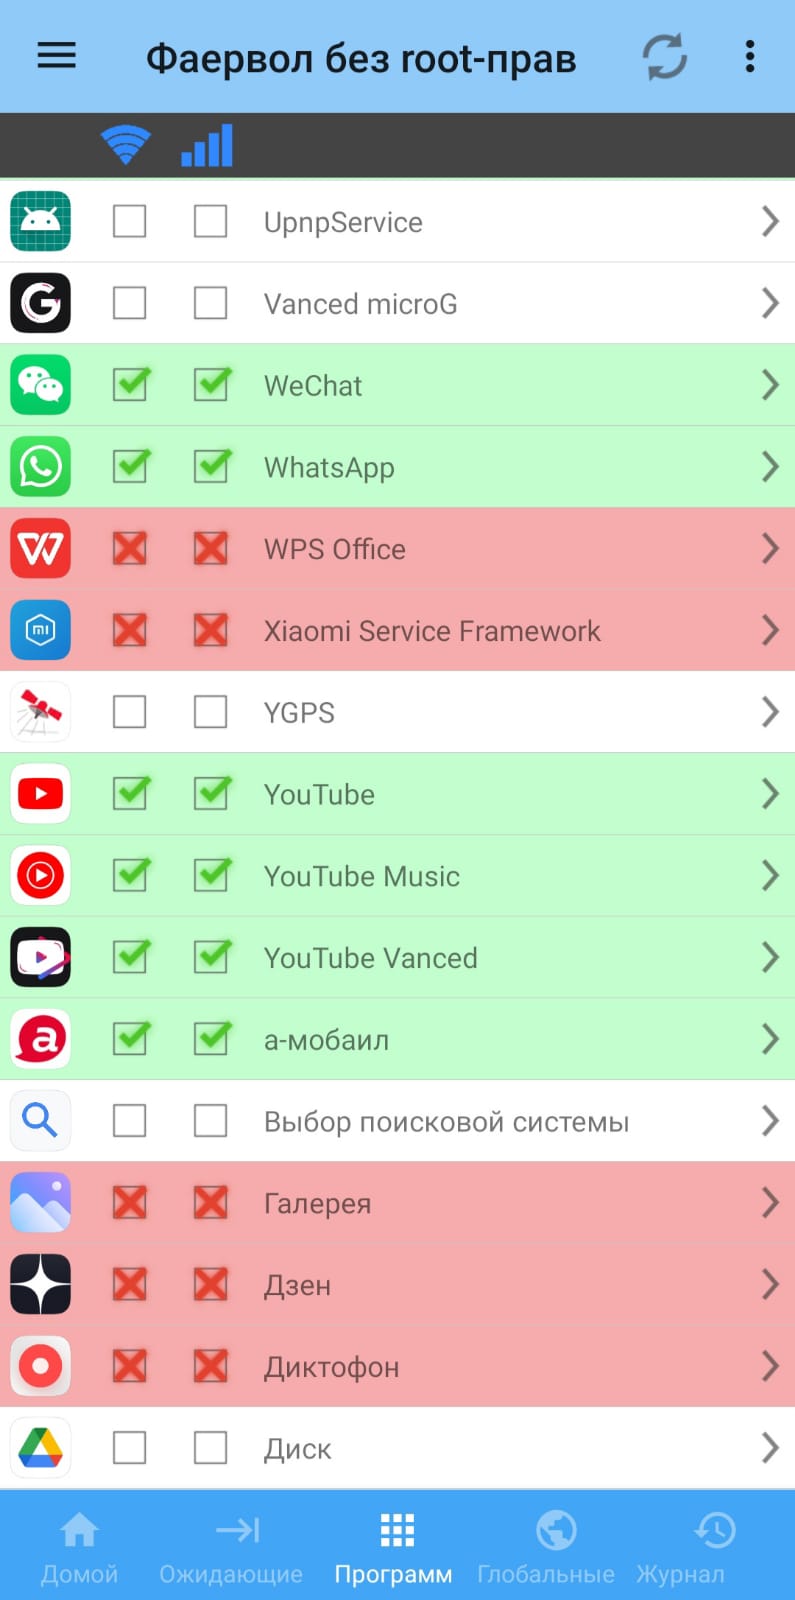 Фаервол без root-прав
UpnpService
Vanced microG
WeChat
WhatsApp
WPS Office
Xiaomi Service Framework
YGPS
YouTube
YouTube Music
YouTube Vanced
а-мобаил
Выбор поисковой системы
Галерея
Дзен
Диктофон
Диск
Домой Ожидающие Программ Глобальные Журнал